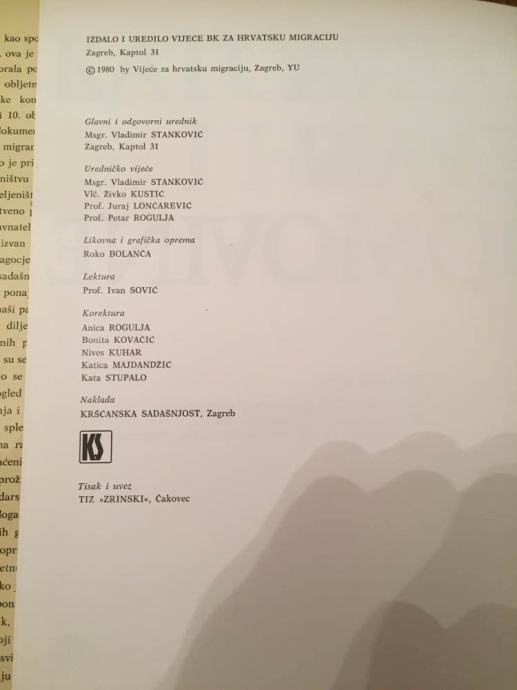 IZDALO I UREDILO VIJEĆE BK ZA HRVATSKU MIGRACIJU
Zagreb, Kaptol 31
© 1980 by Vijeće za hrvatsku migraciju, Zagreb, YU
Glavni i odgovorni urednik
Msgr. Vladimir STANKOVIĆ
Zagreb, Kaptol 31
Uredničko vijeće
Msgr. Vladimir STANKOVIĆ
Vlč. Živko KUSTIĆ
Prof. Juraj LONČAREVIĆ
Prof. Petar ROGULJA
Likovna i grafička oprema
Roko BOLANČA
Lektura
Prof. Ivan SOVIĆ
Korektura
Anica ROGULJA
Bonita KOVAČIĆ
Nives KUHAR
Katica MAJDANDŽIĆ
Kata STUPALO
Naklada
KRŠĆANSKA SADAŠNJOST, Zagreb
KS
Tisak i uvez
TIZ »ZRINSKI«, Čakovec